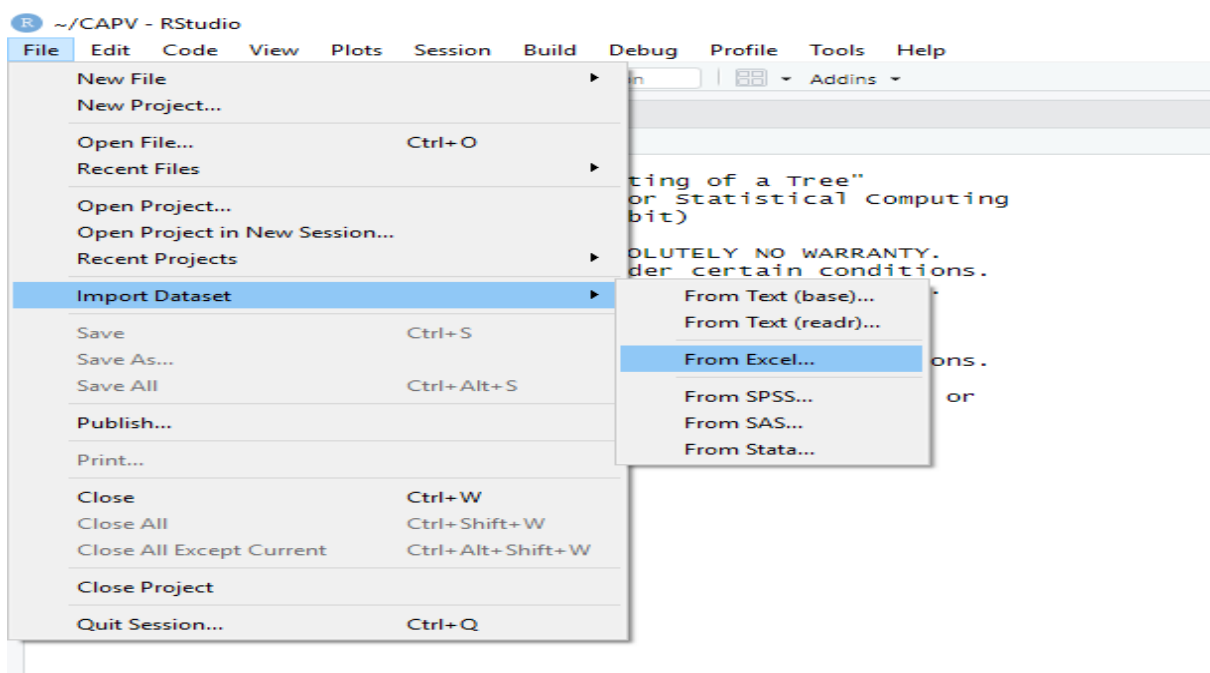 R ~/CAPV - RStudio
File Edit Code View Plots Session Build Debug Profile Tools Help
New File
New Project...
Addins
Open File... Ctrl+O
Recent Files
ting of a Tree"
or Statistical Computing
bit)
Open Project...
Open Project in New Session...
Recent Projects
OLUTELY NO WARRANTY.
der certain conditions.
Import Dataset
From Text (base)...
From Text (readr)...
From Excel...
ons.
From SPSS...
or
From SAS...
From Stata...
Save Ctrl+S
Save As...
Save All Ctrl+Alt+S
Publish...
Print...
Close Ctrl+W
Close All Ctrl+Shift+W
Close All Except Current Ctrl+Alt+Shift+W
Close Project
Quit Session... Ctrl+Q